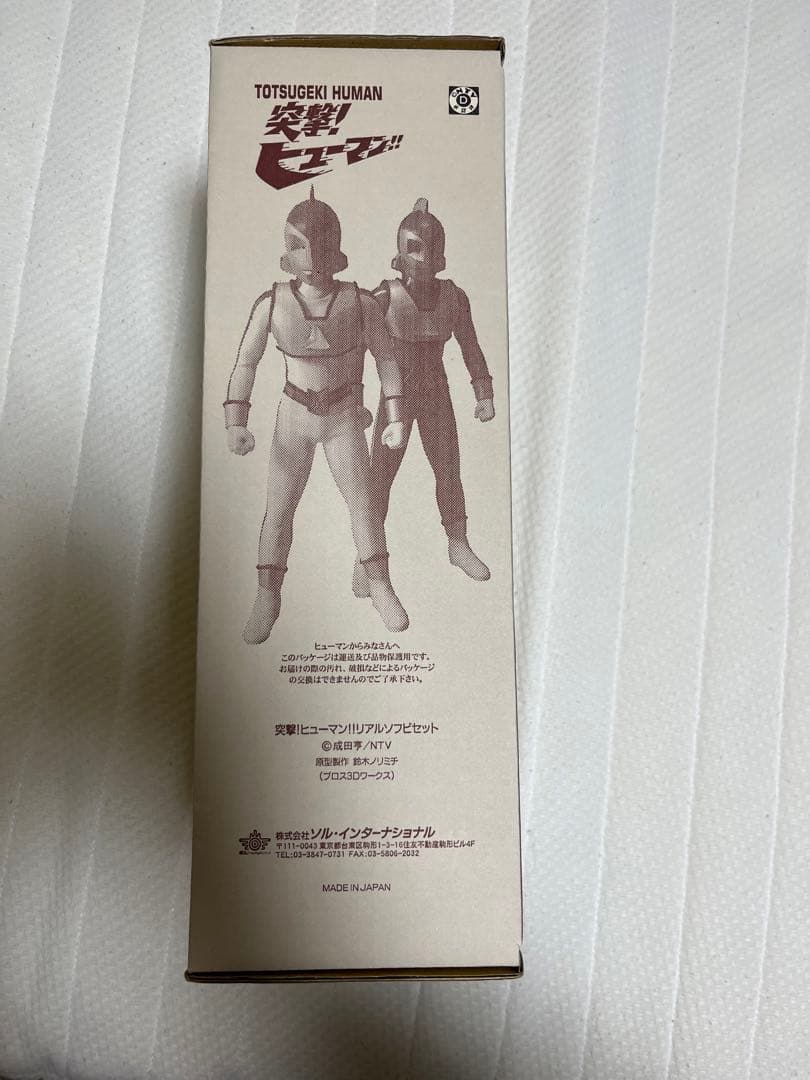 TOTSUGEKI HUMAN
突撃!
ヒューマン!!
ヒューマンからみなさんへ
このパッケージは運送及び品物保護用です。
お届けの際の汚れ、破損などによるパッケージ
の交換はできませんのでご了承下さい。
突撃!ヒューマン!!リアルソフビセット
©成田亨/NTV
原型製作 鈴木ノリミチ
(ブロス3Dワークス)
株式会社ソル・インターナショナル
〒111-0043 東京都台東区駒形1-3-16住友不動産駒形ビル4F
TEL:03-3847-0731 FAX:03-5806-2032
MADE IN JAPAN